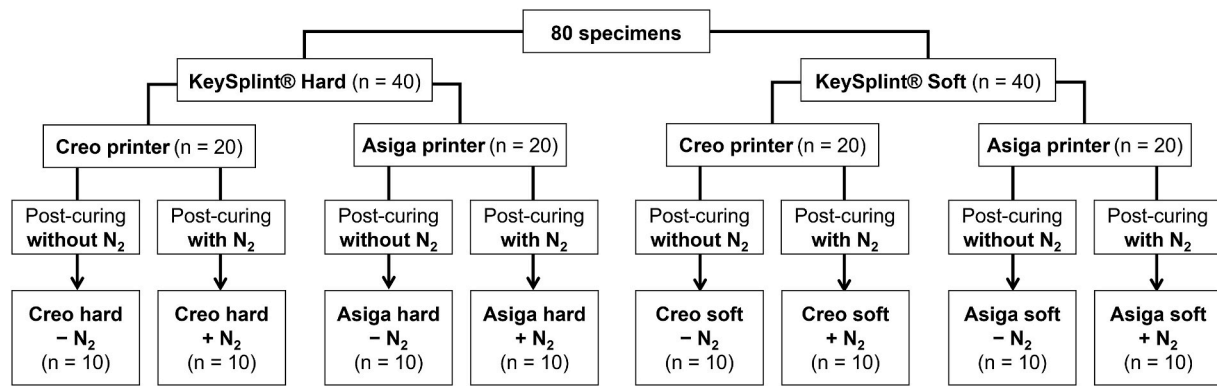 80 specimens
KeySplint® Hard (n = 40)
KeySplint® Soft (n = 40)
Creo printer (n = 20)
Asiga printer (n = 20)
Creo printer (n = 20)
Asiga printer (n = 20)
Post-curing
without N₂
Post-curing
with N₂
Post-curing
without N₂
Post-curing
with N₂
Post-curing
without N₂
Post-curing
with N₂
Post-curing
without N₂
Post-curing
with N₂
Creo hard
− N₂
(n = 10)
Creo hard
+ N₂
(n = 10)
Asiga hard
− N₂
(n = 10)
Asiga hard
+ N₂
(n = 10)
Creo soft
− N₂
(n = 10)
Creo soft
+ N₂
(n = 10)
Asiga soft
− N₂
(n = 10)
Asiga soft
+ N₂
(n = 10)